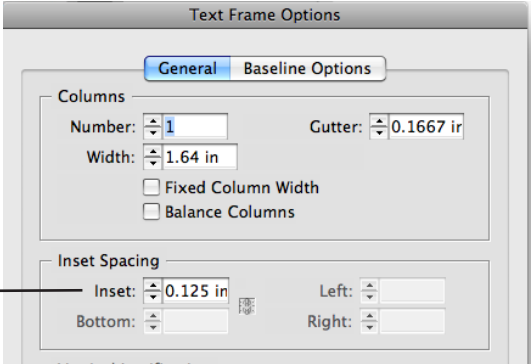 Text Frame Options
General Baseline Options
Columns
Number: 1 Gutter: 0.1667 in
Width: 1.64 in
Fixed Column Width
Balance Columns
Inset Spacing
Inset: 0.125 in Left:
Bottom: Right: